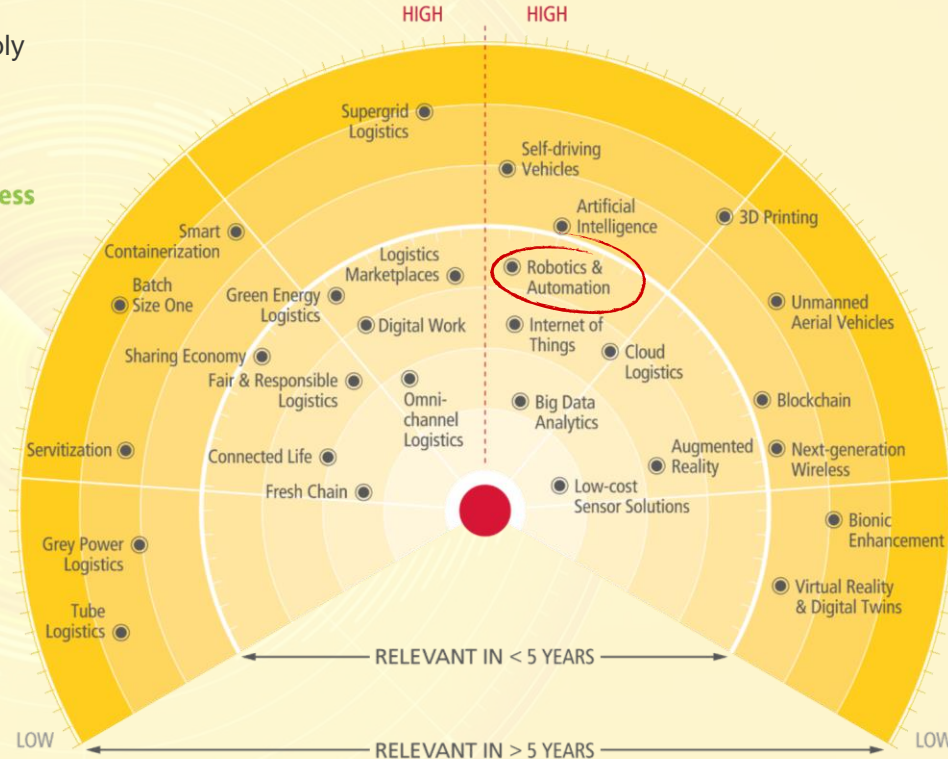 HIGH
HIGH
ply
ess
Supergrid
Logistics
Self-driving
Vehicles
Artificial
Intelligence
3D Printing
Smart
Containerization
Logistics
Marketplaces
Robotics &
Automation
Batch
Size One
Green Energy
Logistics
Digital Work
Internet of
Things
Unmanned
Aerial Vehicles
Sharing Economy
Cloud
Logistics
Fair & Responsible
Logistics
Omni-
channel
Logistics
Big Data
Analytics
Blockchain
Servitization
Connected Life
Augmented
Reality
Next-generation
Wireless
Fresh Chain
Low-cost
Sensor Solutions
Grey Power
Logistics
Bionic
Enhancement
Tube
Logistics
Virtual Reality
& Digital Twins
RELEVANT IN < 5 YEARS
LOW
LOW
RELEVANT IN > 5 YEARS